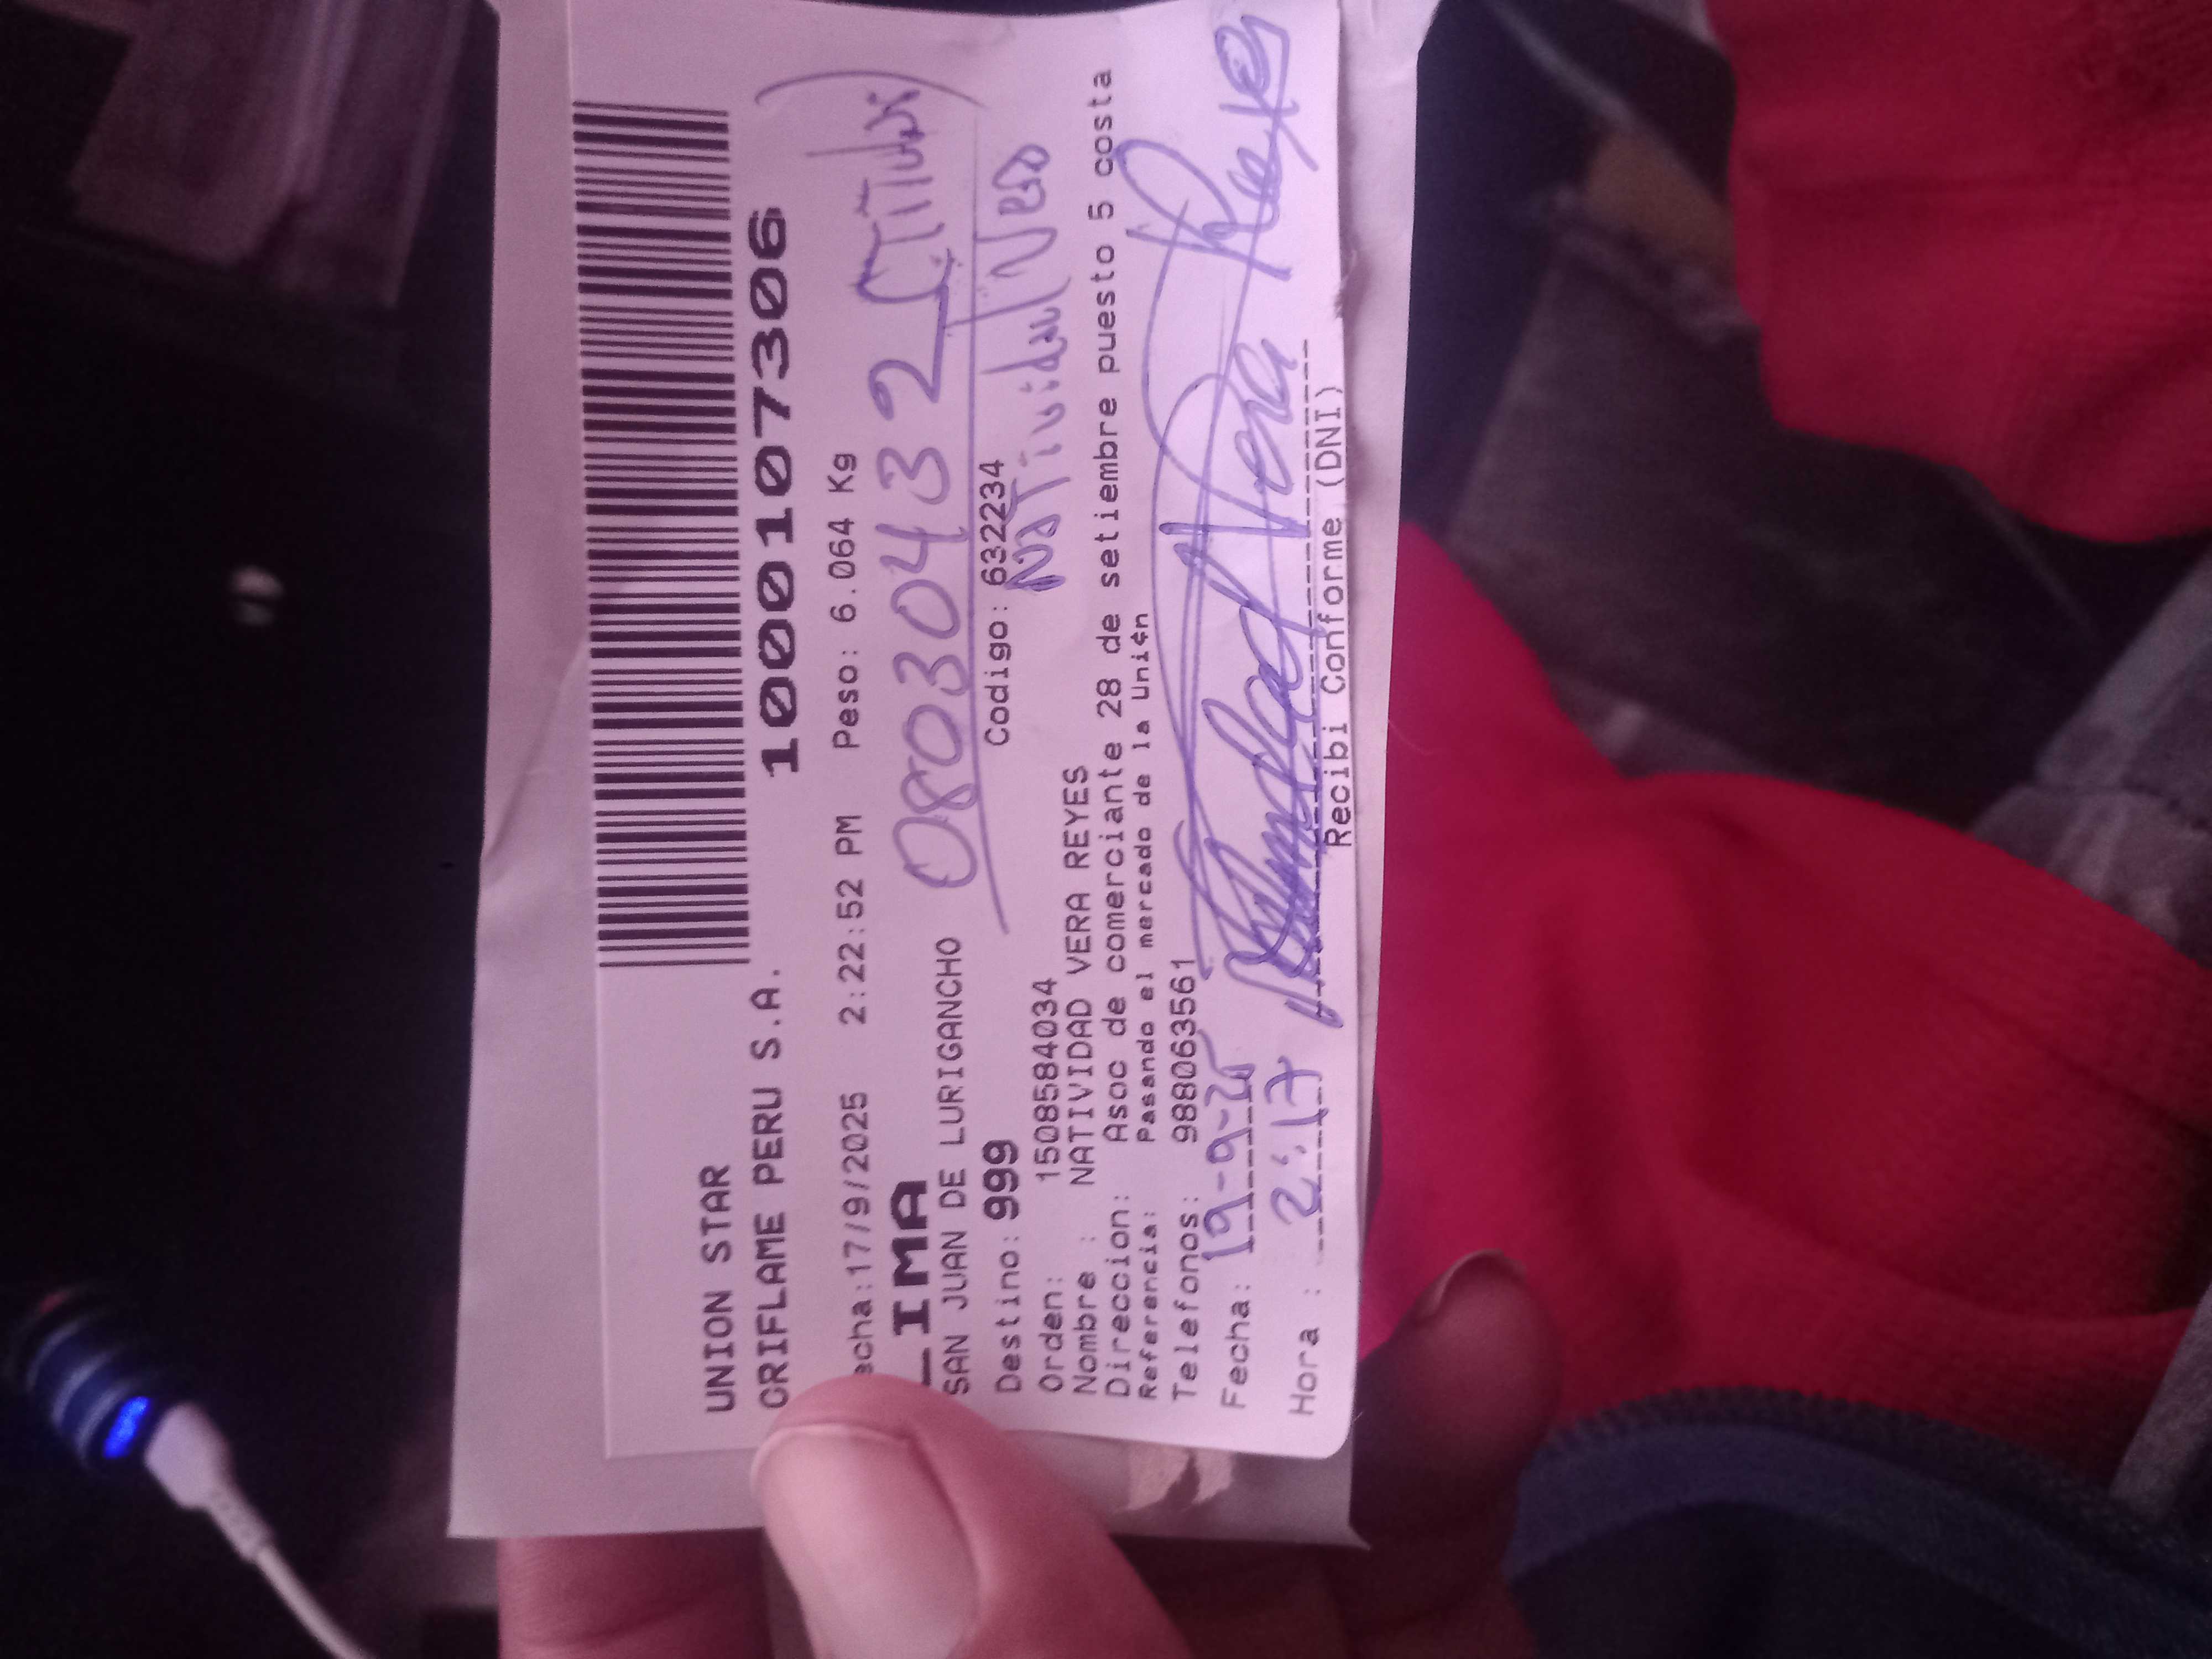 UNION STAR
ORIFLAME PERU S.A. 1000107306
echa:17/9/2025 2:22:52 PM Peso: 6.064 Kg
LIMA
SAN JUAN DE LURIGANCHO 08030432 (Titular)
Destino: 999 Codigo: 632234
Natividad Vera
Orden: 1508584034
Nombre : NATIVIDAD VERA REYES
Direccion: Asoc de comerciante 28 de setiembre puesto 5 costa
Referencia: Pasando el mercado de la Uni¢n
Telefonos: 988063561
Fecha: 19-9-25
Hora : 2:17
Natividad Vera Reyes
Recibi Conforme (DNI)